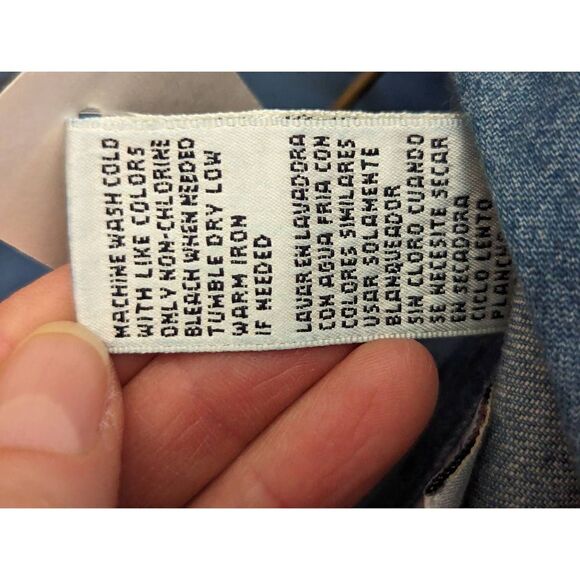 MACHINE WASH COLD
WITH LIKE COLORS
ONLY NON-CHLORINE
BLEACH WHEN NEEDED
TUMBLE DRY LOW
WARM IRON
IF NEEDED
LAVAR EN LAVADORA
CON AGUA FRIA CON
COLORES SIMILARES
USAR SOLAMENTE
BLANQUEADOR
SIN CLORO CUANDO
SE NECESITE SECAR
EN SECADORA
CICLO LENTO